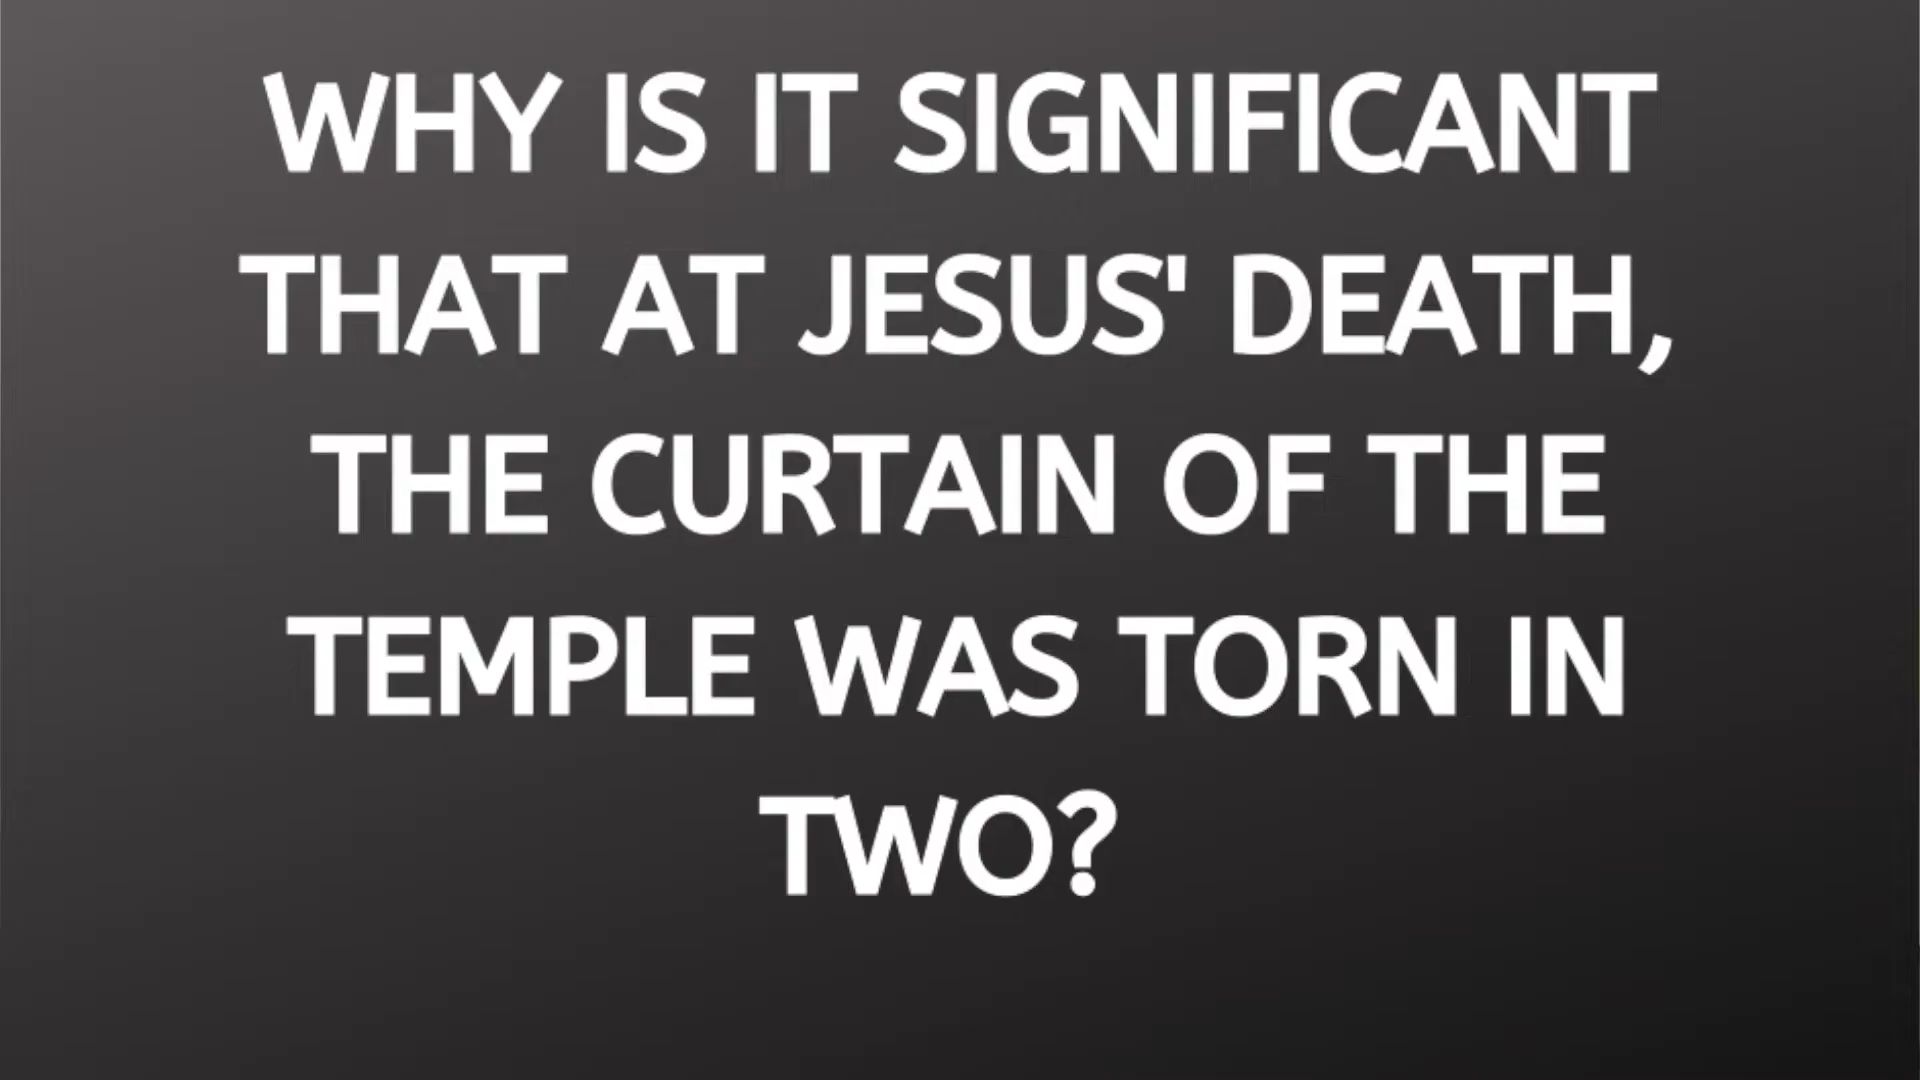 WHY IS IT SIGNIFICANT
THAT AT JESUS' DEATH,
THE CURTAIN OF THE
TEMPLE WAS TORN IN
TWO?